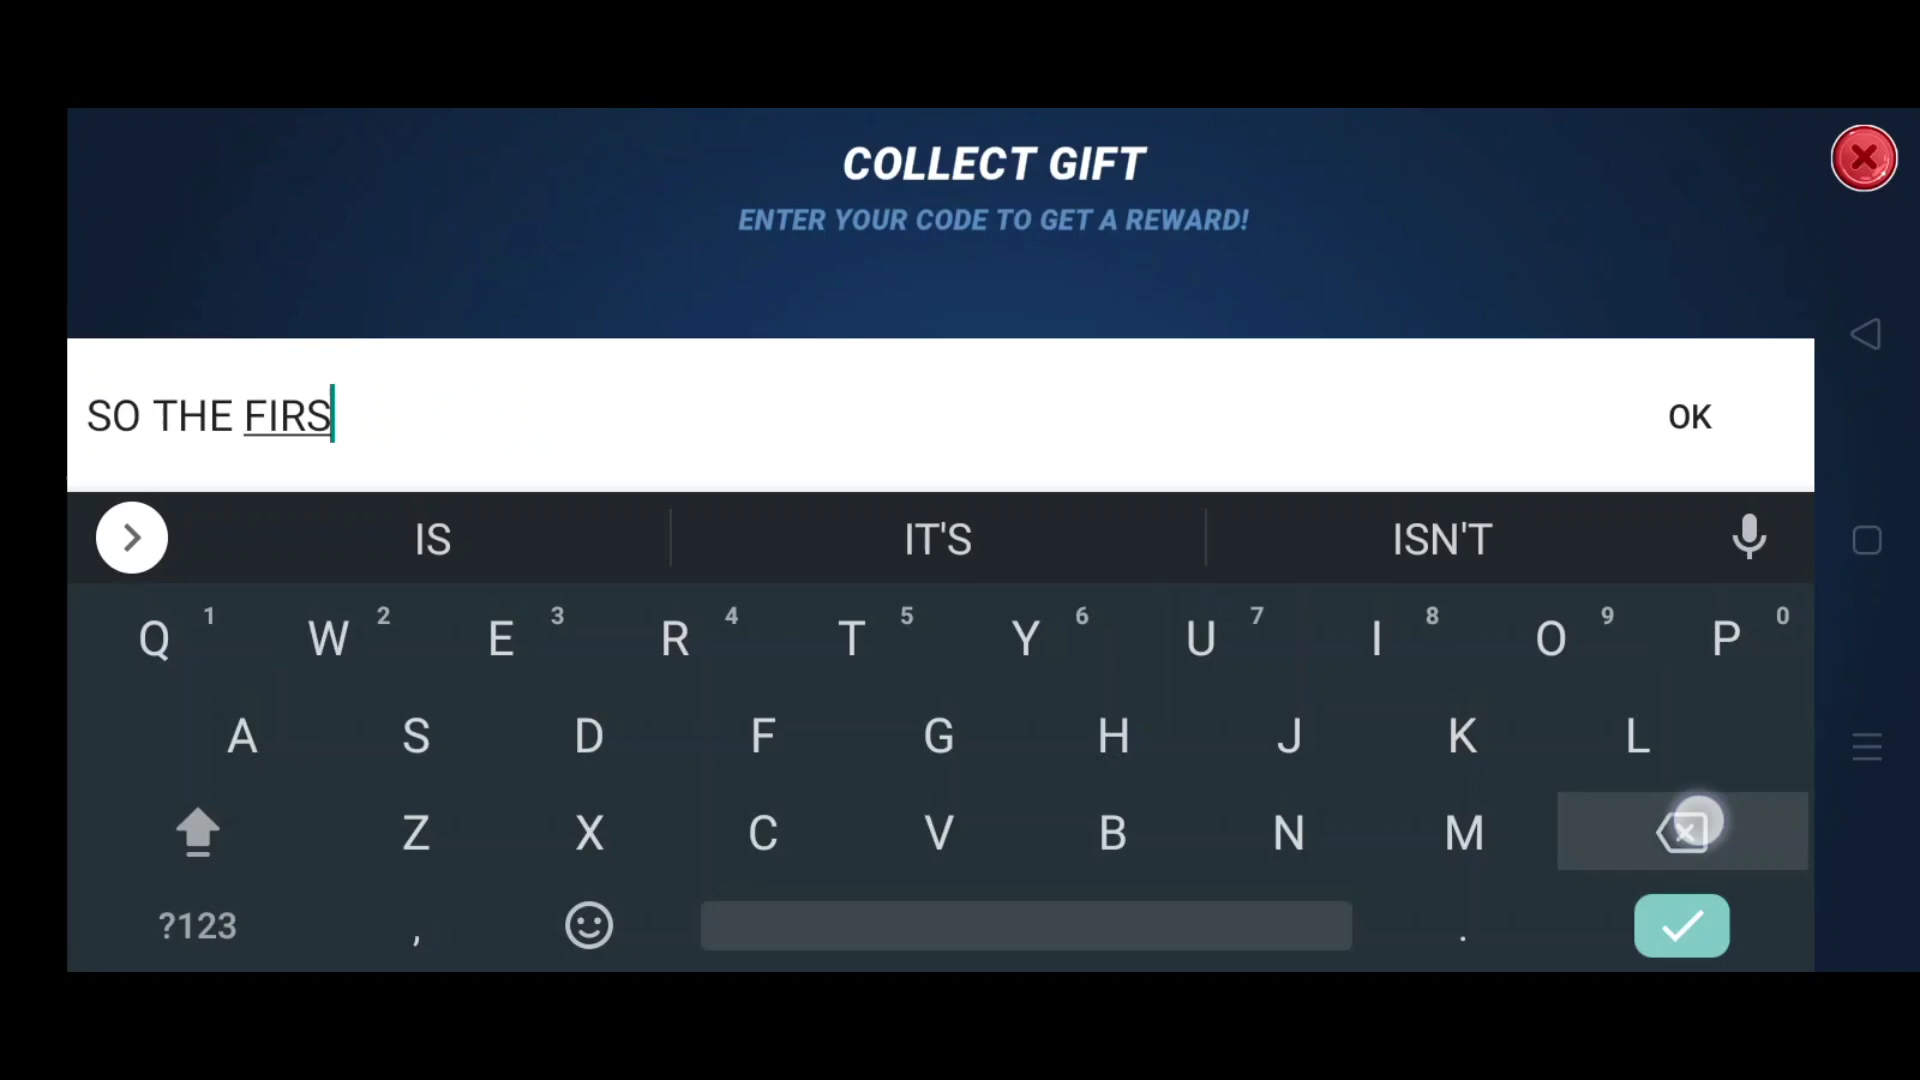 COLLECT GIFT
ENTER YOUR CODE TO GET A REWARD!
SO THE FIRS
OK
IS IT'S ISN'T
Q 1 W 2 E 3 R 4 T 5 Y 6 U 7 I 8 O 9 P 0
A S D F G H J K L
Z X C V B N M
?123 , .